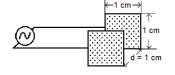 1 cm
1 cm
d = 1 cm